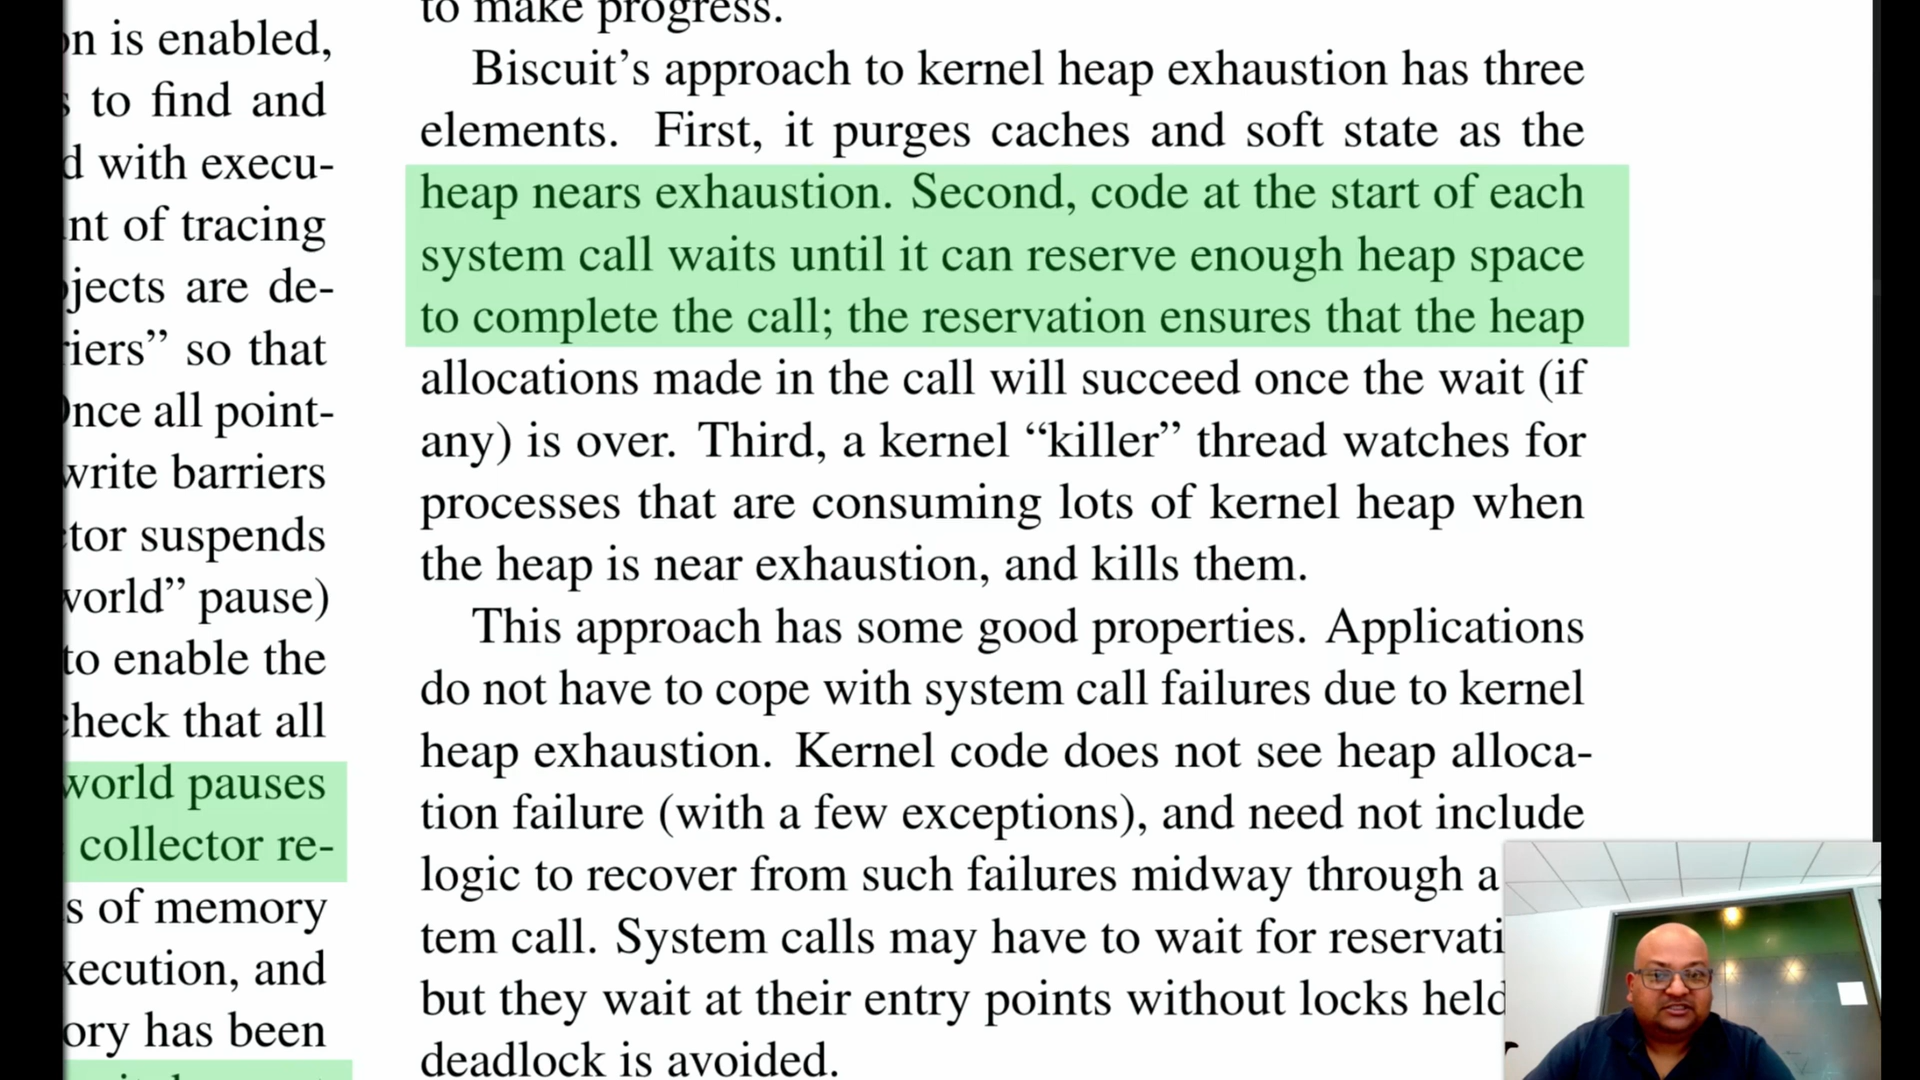 on is enabled,
to find and
d with execu-
nt of tracing
jects are de-
riers” so that
Once all point-
write barriers
ctor suspends
world” pause)
to enable the
check that all
world pauses
collector re-
s of memory
xecution, and
ory has been
to make progress.
Biscuit’s approach to kernel heap exhaustion has three
elements. First, it purges caches and soft state as the
heap nears exhaustion. Second, code at the start of each
system call waits until it can reserve enough heap space
to complete the call; the reservation ensures that the heap
allocations made in the call will succeed once the wait (if
any) is over. Third, a kernel “killer” thread watches for
processes that are consuming lots of kernel heap when
the heap is near exhaustion, and kills them.
This approach has some good properties. Applications
do not have to cope with system call failures due to kernel
heap exhaustion. Kernel code does not see heap alloca-
tion failure (with a few exceptions), and need not include
logic to recover from such failures midway through a
tem call. System calls may have to wait for reservati
but they wait at their entry points without locks held
deadlock is avoided.